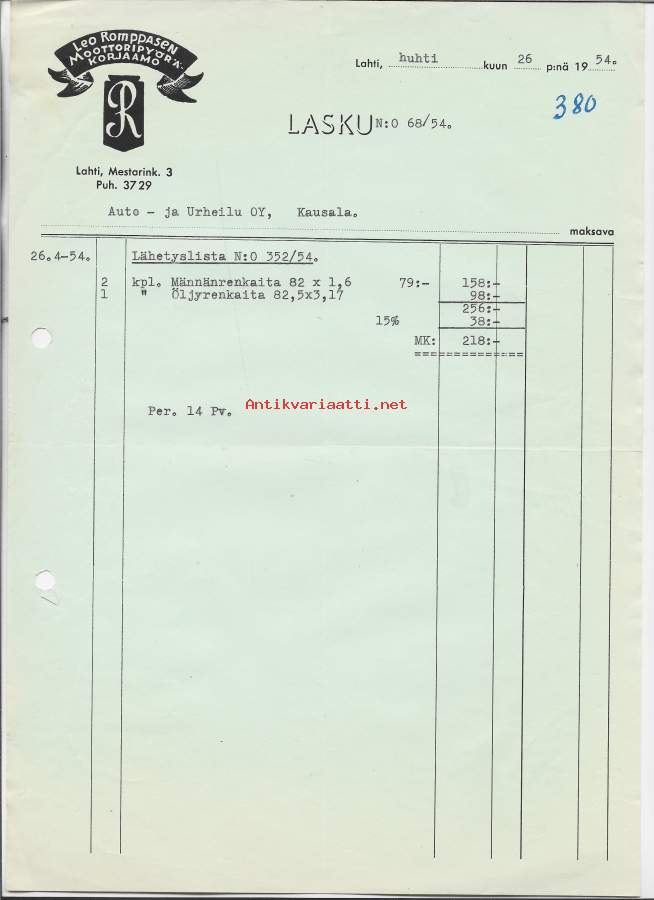 Leo Romppasen
MOOTTORIPYÖRÄ-
KORJAAMO
R
Lahti, Mestarink. 3
Puh. 3729
Lahti, huhti kuun 26 p:nä 1954.
380
LASKU N:O 68/54.
Auto - ja Urheilu OY, Kausala.
maksava
26.4-54. Lähetyslista N:O 352/54.
2 kpl. Männänrenkaita 82 x 1,6 79:- 158:-
1 " Öljyrenkaita 82,5x3,17 98:-
256:-
15% 38:-
MK: 218:-
=============
Per. 14 Pv.
Antikvariaatti.net